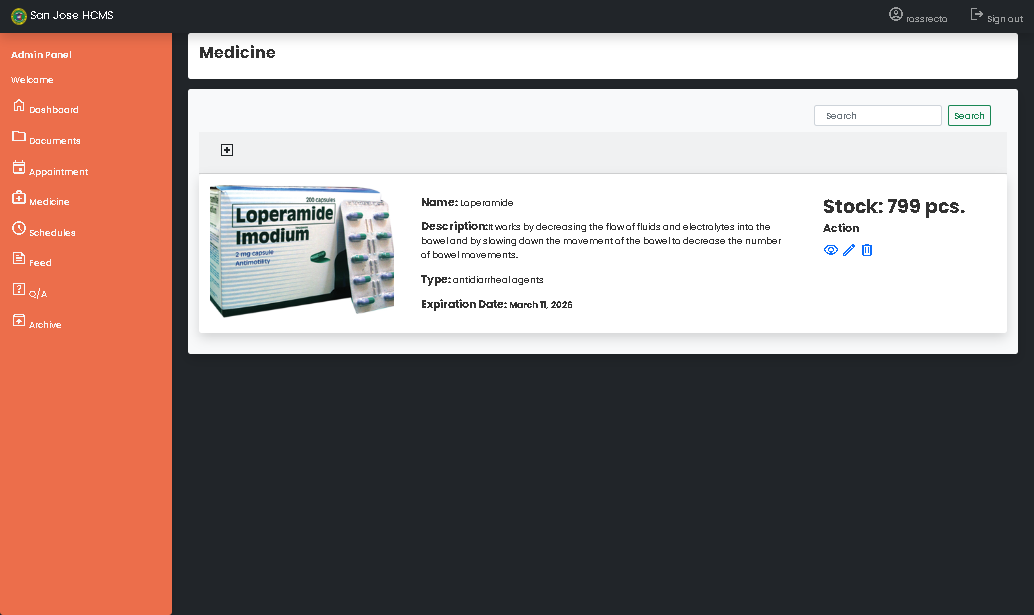 San Jose HCMS
rassrecta
Sign out
Admin Panel
Welcome
Dashboard
Documents
Appointment
Medicine
Schedules
Feed
Q/A
Archive
Medicine
Search
Search
200 capsules
Loperamide
Imodium
2 mg capsule
Antimotility
Name: Loperamide
Description:It works by decreasing the flow of fluids and electrolytes into the
bowel and by slowing down the movement of the bowel to decrease the number
of bowel movements.
Type: antidiarrheal agents
Expiration Date: March 11, 2026
Stock: 799 pcs.
Action